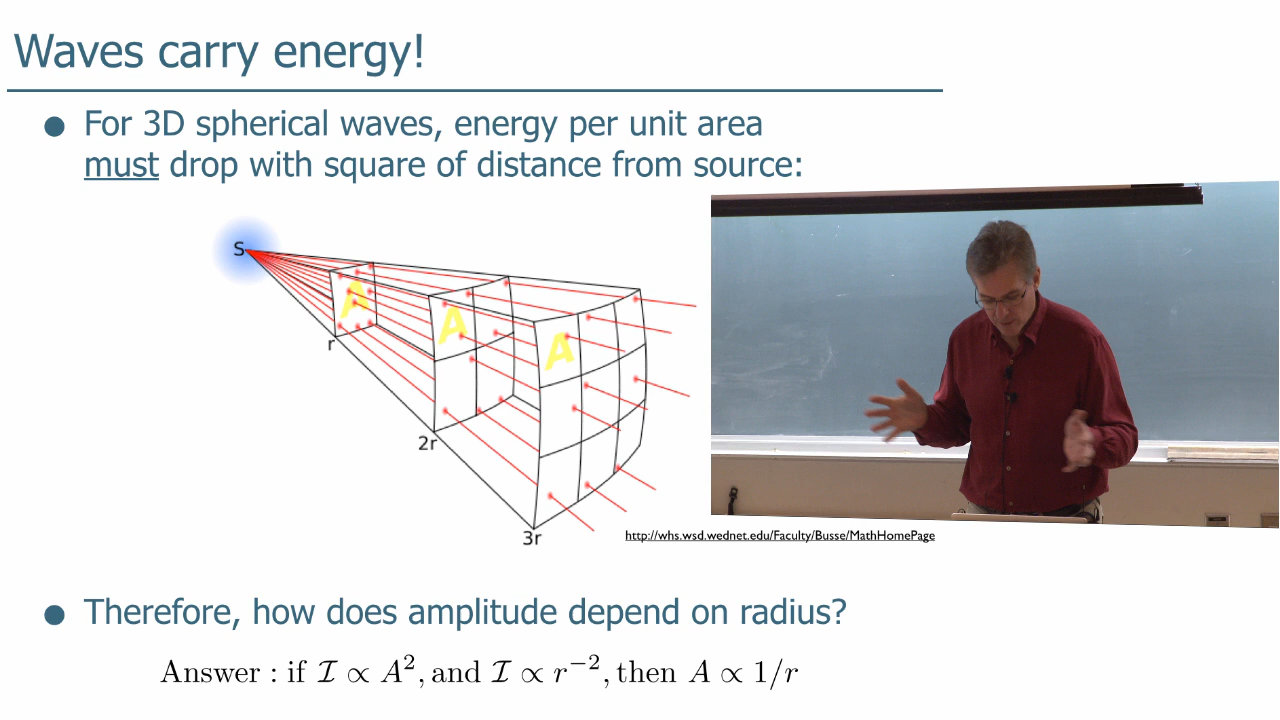 Waves carry energy!
● For 3D spherical waves, energy per unit area
must drop with square of distance from source:
S
A
A
A
r
2r
3r
http://whs.wsd.wednet.edu/Faculty/Busse/MathHomePage
● Therefore, how does amplitude depend on radius?
Answer : if ℐ ∝ A², and ℐ ∝ r⁻², then A ∝ 1/r